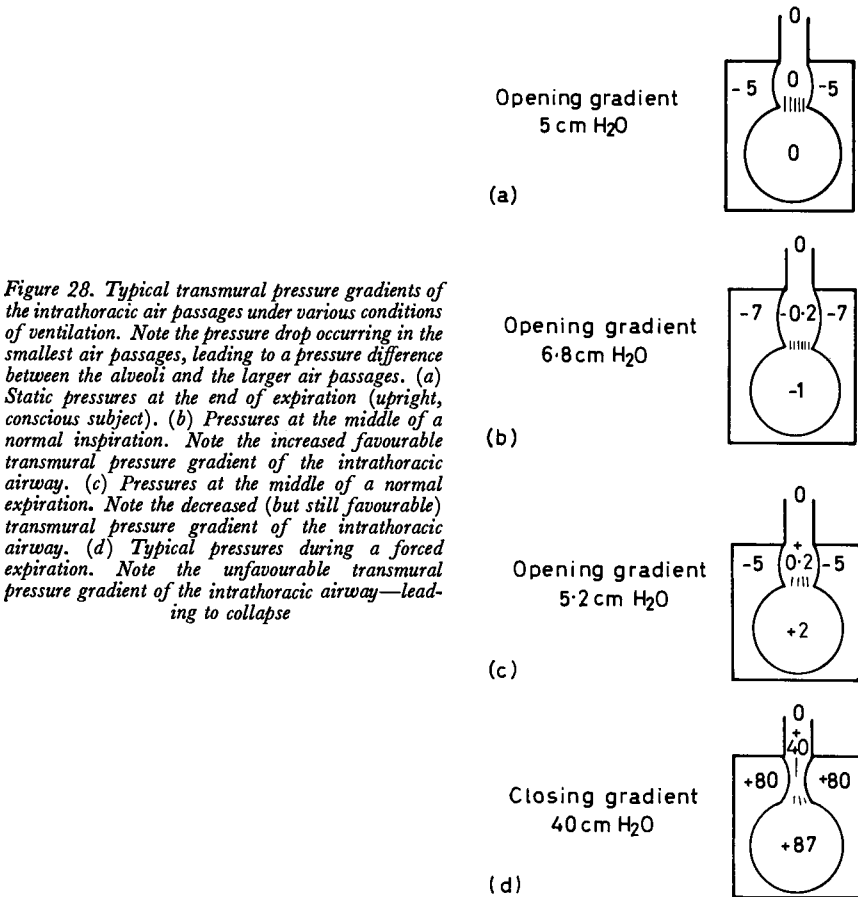 0
0
- 5
-5
Opening gradient
5 cm H2O
0
(a)
Figure 28. Typical transmural pressure gradients of
the intrathoracic air passages under various conditions
of ventilation. Note the pressure drop occurring in the
smallest air passages, leading to a pressure difference
between the alveoli and the larger air passages. (a)
Static pressures at the end of expiration (upright,
conscious subject). (b) Pressures at the middle of a
normal inspiration. Note the increased favourable
transmural pressure gradient of the intrathoracic
airway. (c) Pressures at the middle of a normal
expiration. Note the decreased (but still favourable)
transmural pressure gradient of the intrathoracic
airway. (d) Typical pressures during a forced
expiration. Note the unfavourable transmural
pressure gradient of the intrathoracic airway—lead-
ing to collapse
0
-7
-0·2
-7
Opening gradient
6·8cm H2O
-1
(b)
0
+
-5
0·2
-5
Opening gradient
5·2cm H2O
+2
(c)
0
+
40
+80
+80
Closing gradient
40cm H2O
+87
(d)